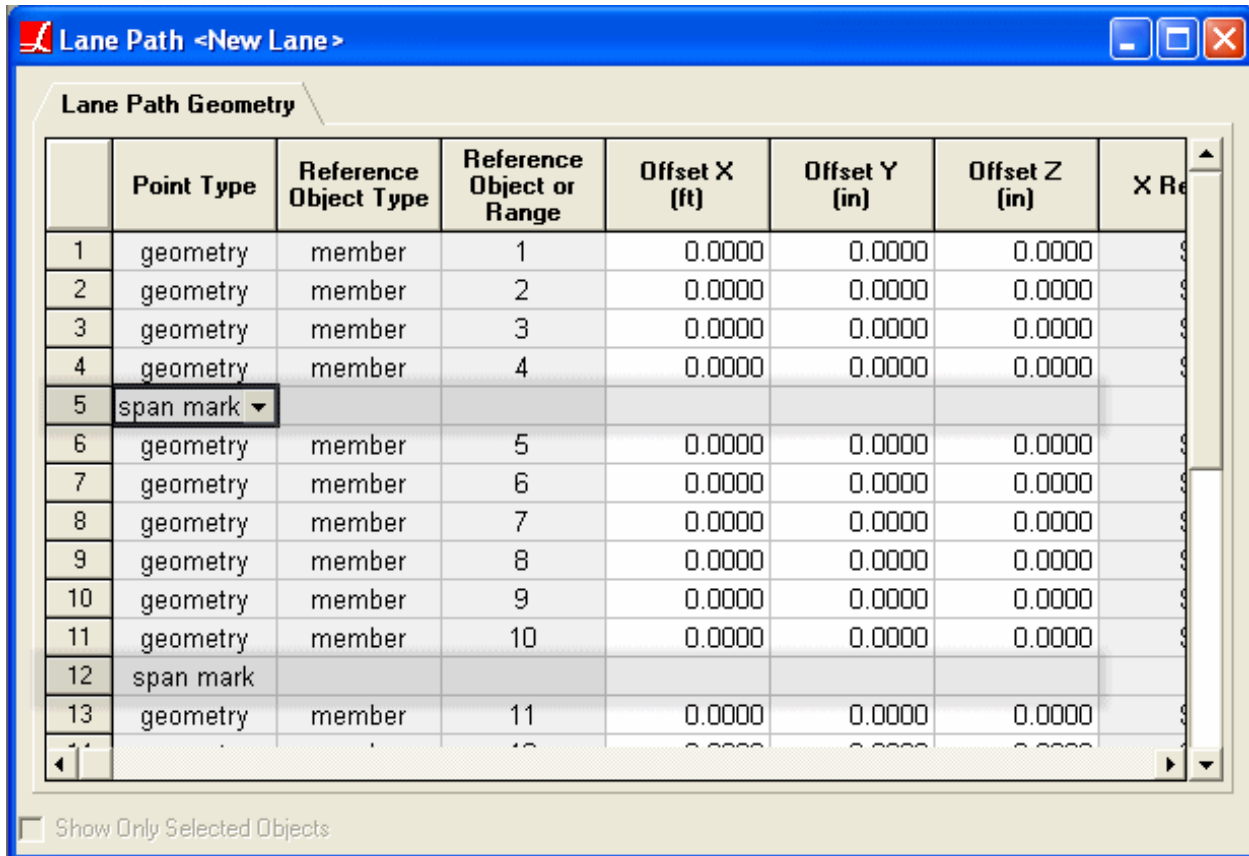 Lane Path <New Lane>
Lane Path Geometry
Point Type Reference Object Type Reference Object or Range Offset X (ft) Offset Y (in) Offset Z (in) X
1 geometry member 1 0.0000 0.0000 0.0000
2 geometry member 2 0.0000 0.0000 0.0000
3 geometry member 3 0.0000 0.0000 0.0000
4 geometry member 4 0.0000 0.0000 0.0000
5 span mark
6 geometry member 5 0.0000 0.0000 0.0000
7 geometry member 6 0.0000 0.0000 0.0000
8 geometry member 7 0.0000 0.0000 0.0000
9 geometry member 8 0.0000 0.0000 0.0000
10 geometry member 9 0.0000 0.0000 0.0000
11 geometry member 10 0.0000 0.0000 0.0000
12 span mark
13 geometry member 11 0.0000 0.0000 0.0000
Show Only Selected Objects